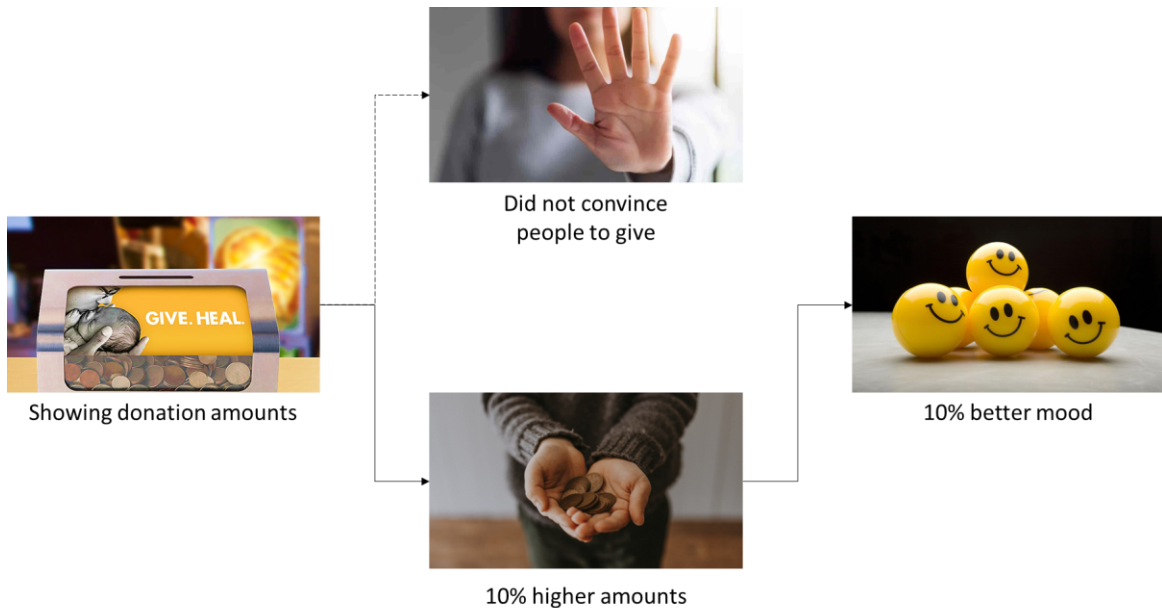 Did not convince
people to give
GIVE. HEAL.
Showing donation amounts
10% better mood
10% higher amounts